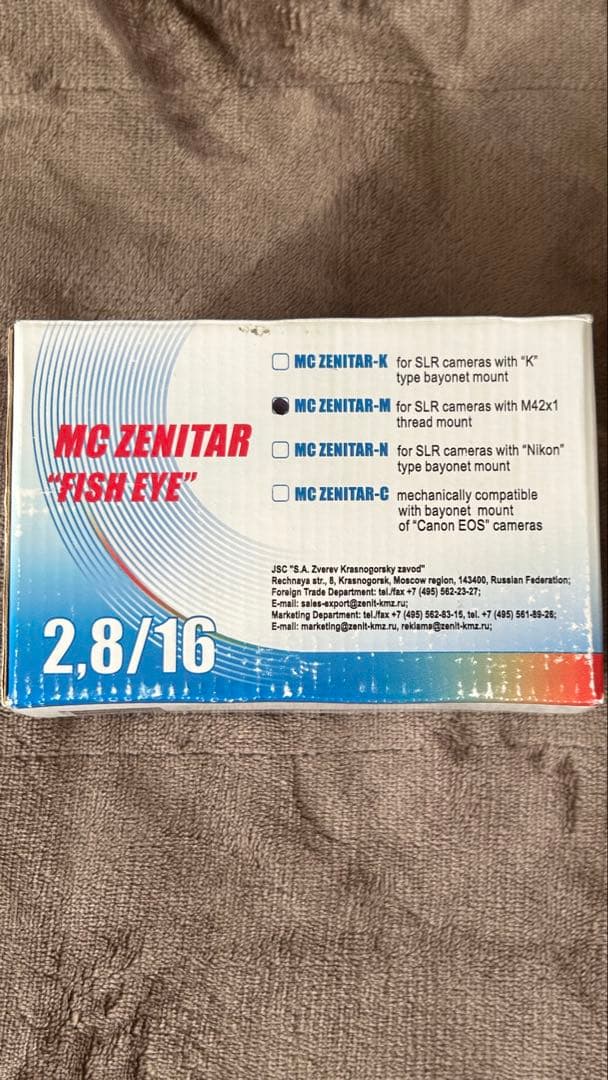 MC ZENITAR
"FISH EYE"
2,8/16
MC ZENITAR-K for SLR cameras with "K"
type bayonet mount
MC ZENITAR-M for SLR cameras with M42x1
thread mount
MC ZENITAR-N for SLR cameras with "Nikon"
type bayonet mount
MC ZENITAR-C mechanically compatible
with bayonet mount
of "Canon EOS" cameras
JSC "S.A. Zverev Krasnogorsky zavod"
Rechnaya str., 8, Krasnogorsk, Moscow region, 143400, Russian Federation;
Foreign Trade Department: tel./fax +7 (495) 562-23-27;
E-mail: sales-export@zenit-kmz.ru;
Marketing Department: tel./fax +7 (495) 562-83-15, tel. +7 (495) 561-89-26;
E-mail: marketing@zenit-kmz.ru, reklama@zenit-kmz.ru;